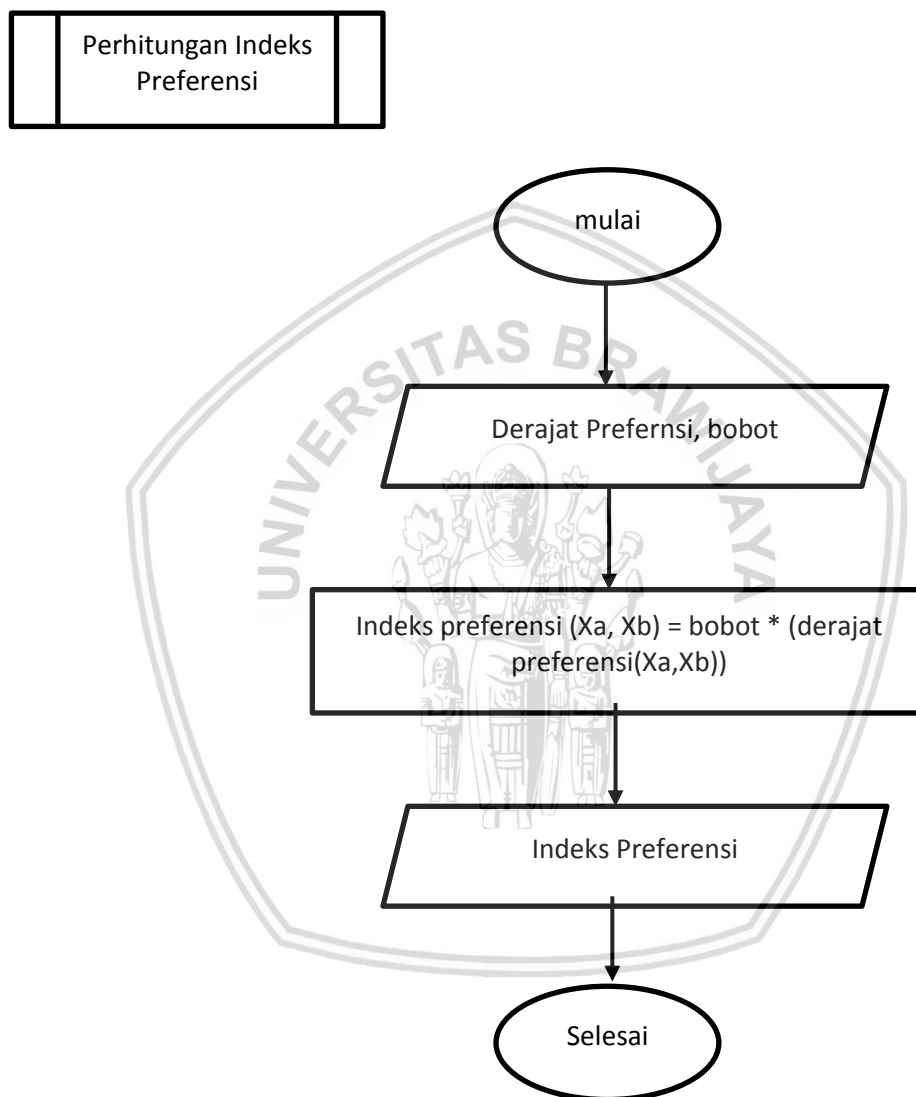 Perhitungan Indeks
Preferensi
mulai
UNIVERSITAS BRAWIJAYA
Derajat Prefernsi, bobot
Indeks preferensi (Xa, Xb) = bobot * (derajat
preferensi(Xa,Xb))
Indeks Preferensi
Selesai